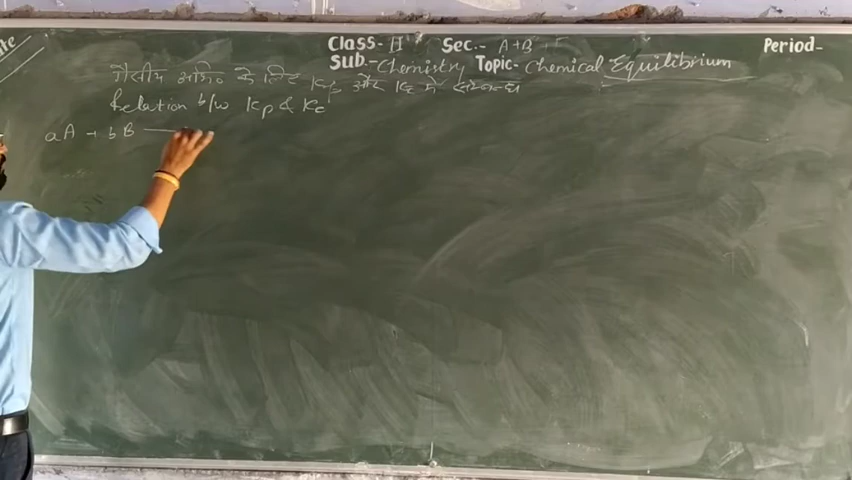 Class- 11 Sec.- A+B Period-
Sub.- Chemistry Topic- Chemical Equilibrium
गैसीय अभि० के लिए Kp और Kc में सम्बन्ध
Relation b/w Kp & Kc
aA + bB —